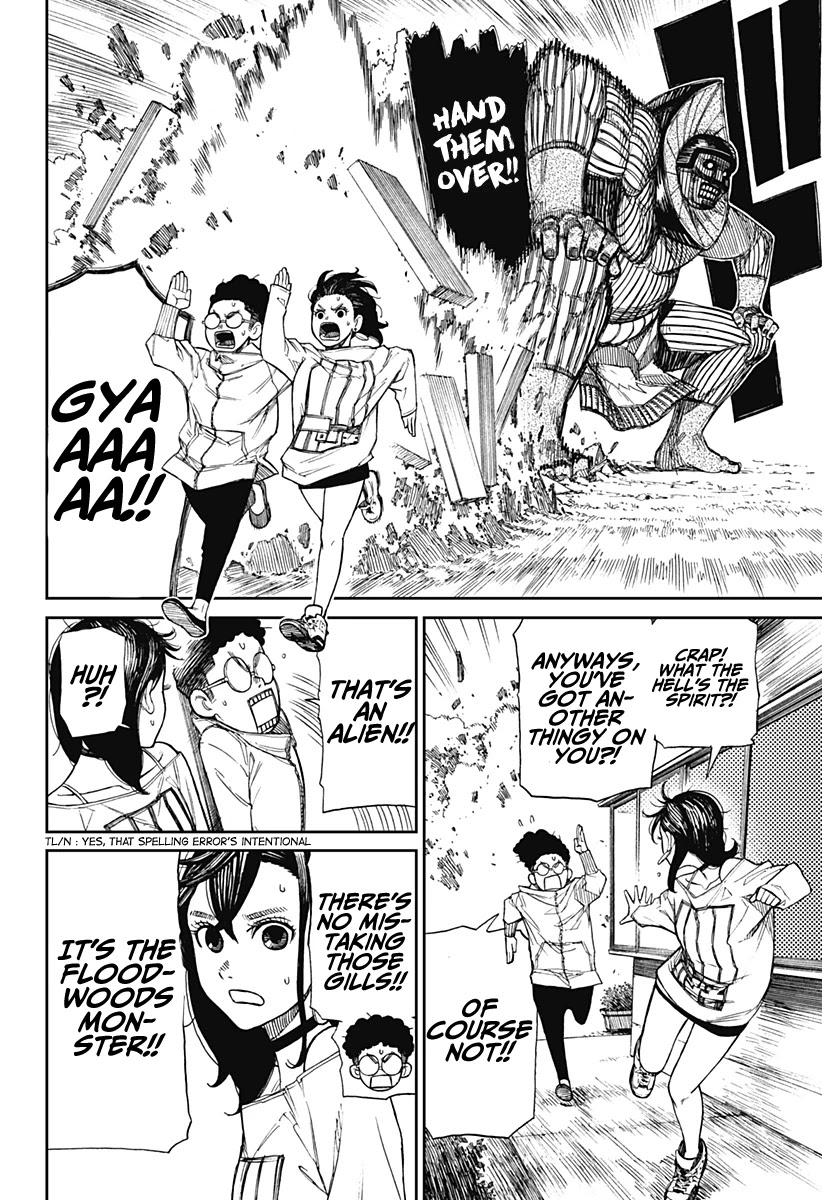 HAND
THEM
OVER!!
GYA
AAA
AA!!
CRAP!
WHAT THE
HELL'S THE
SPIRIT?!
ANYWAYS,
YOU'VE
GOT AN-
OTHER
THINGY ON
YOU?!
OF
COURSE
NOT!!
THAT'S
AN
ALIEN!!
HUH
?!
TL/N : YES, THAT SPELLING ERROR'S INTENTIONAL
THERE'S
NO MIS-
TAKING
THOSE
GILLS!!
IT'S THE
FLOOD-
WOODS
MON-
STER!!